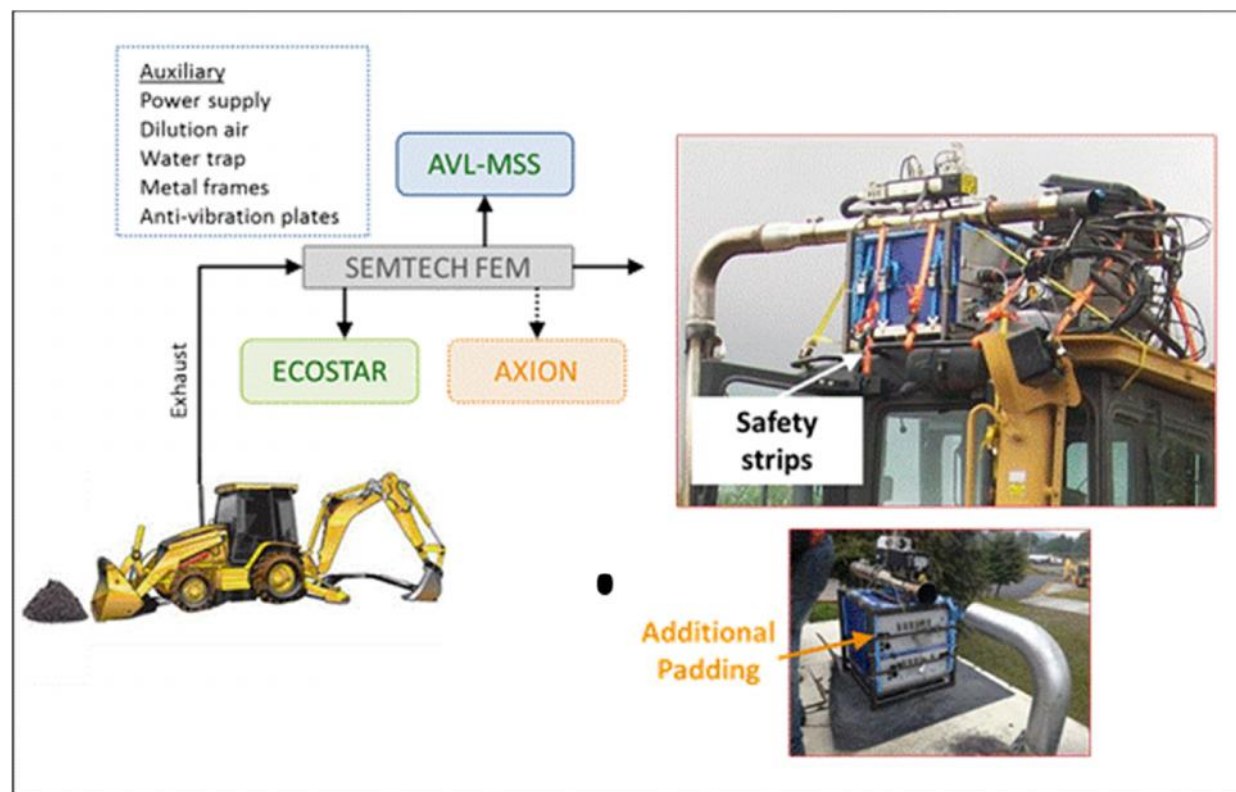 Auxiliary
Power supply
Dilution air
Water trap
Metal frames
Anti-vibration plates
AVL-MSS
SEMTECH FEM
ECOSTAR
AXION
Exhaust
Safety
strips
Additional
Padding